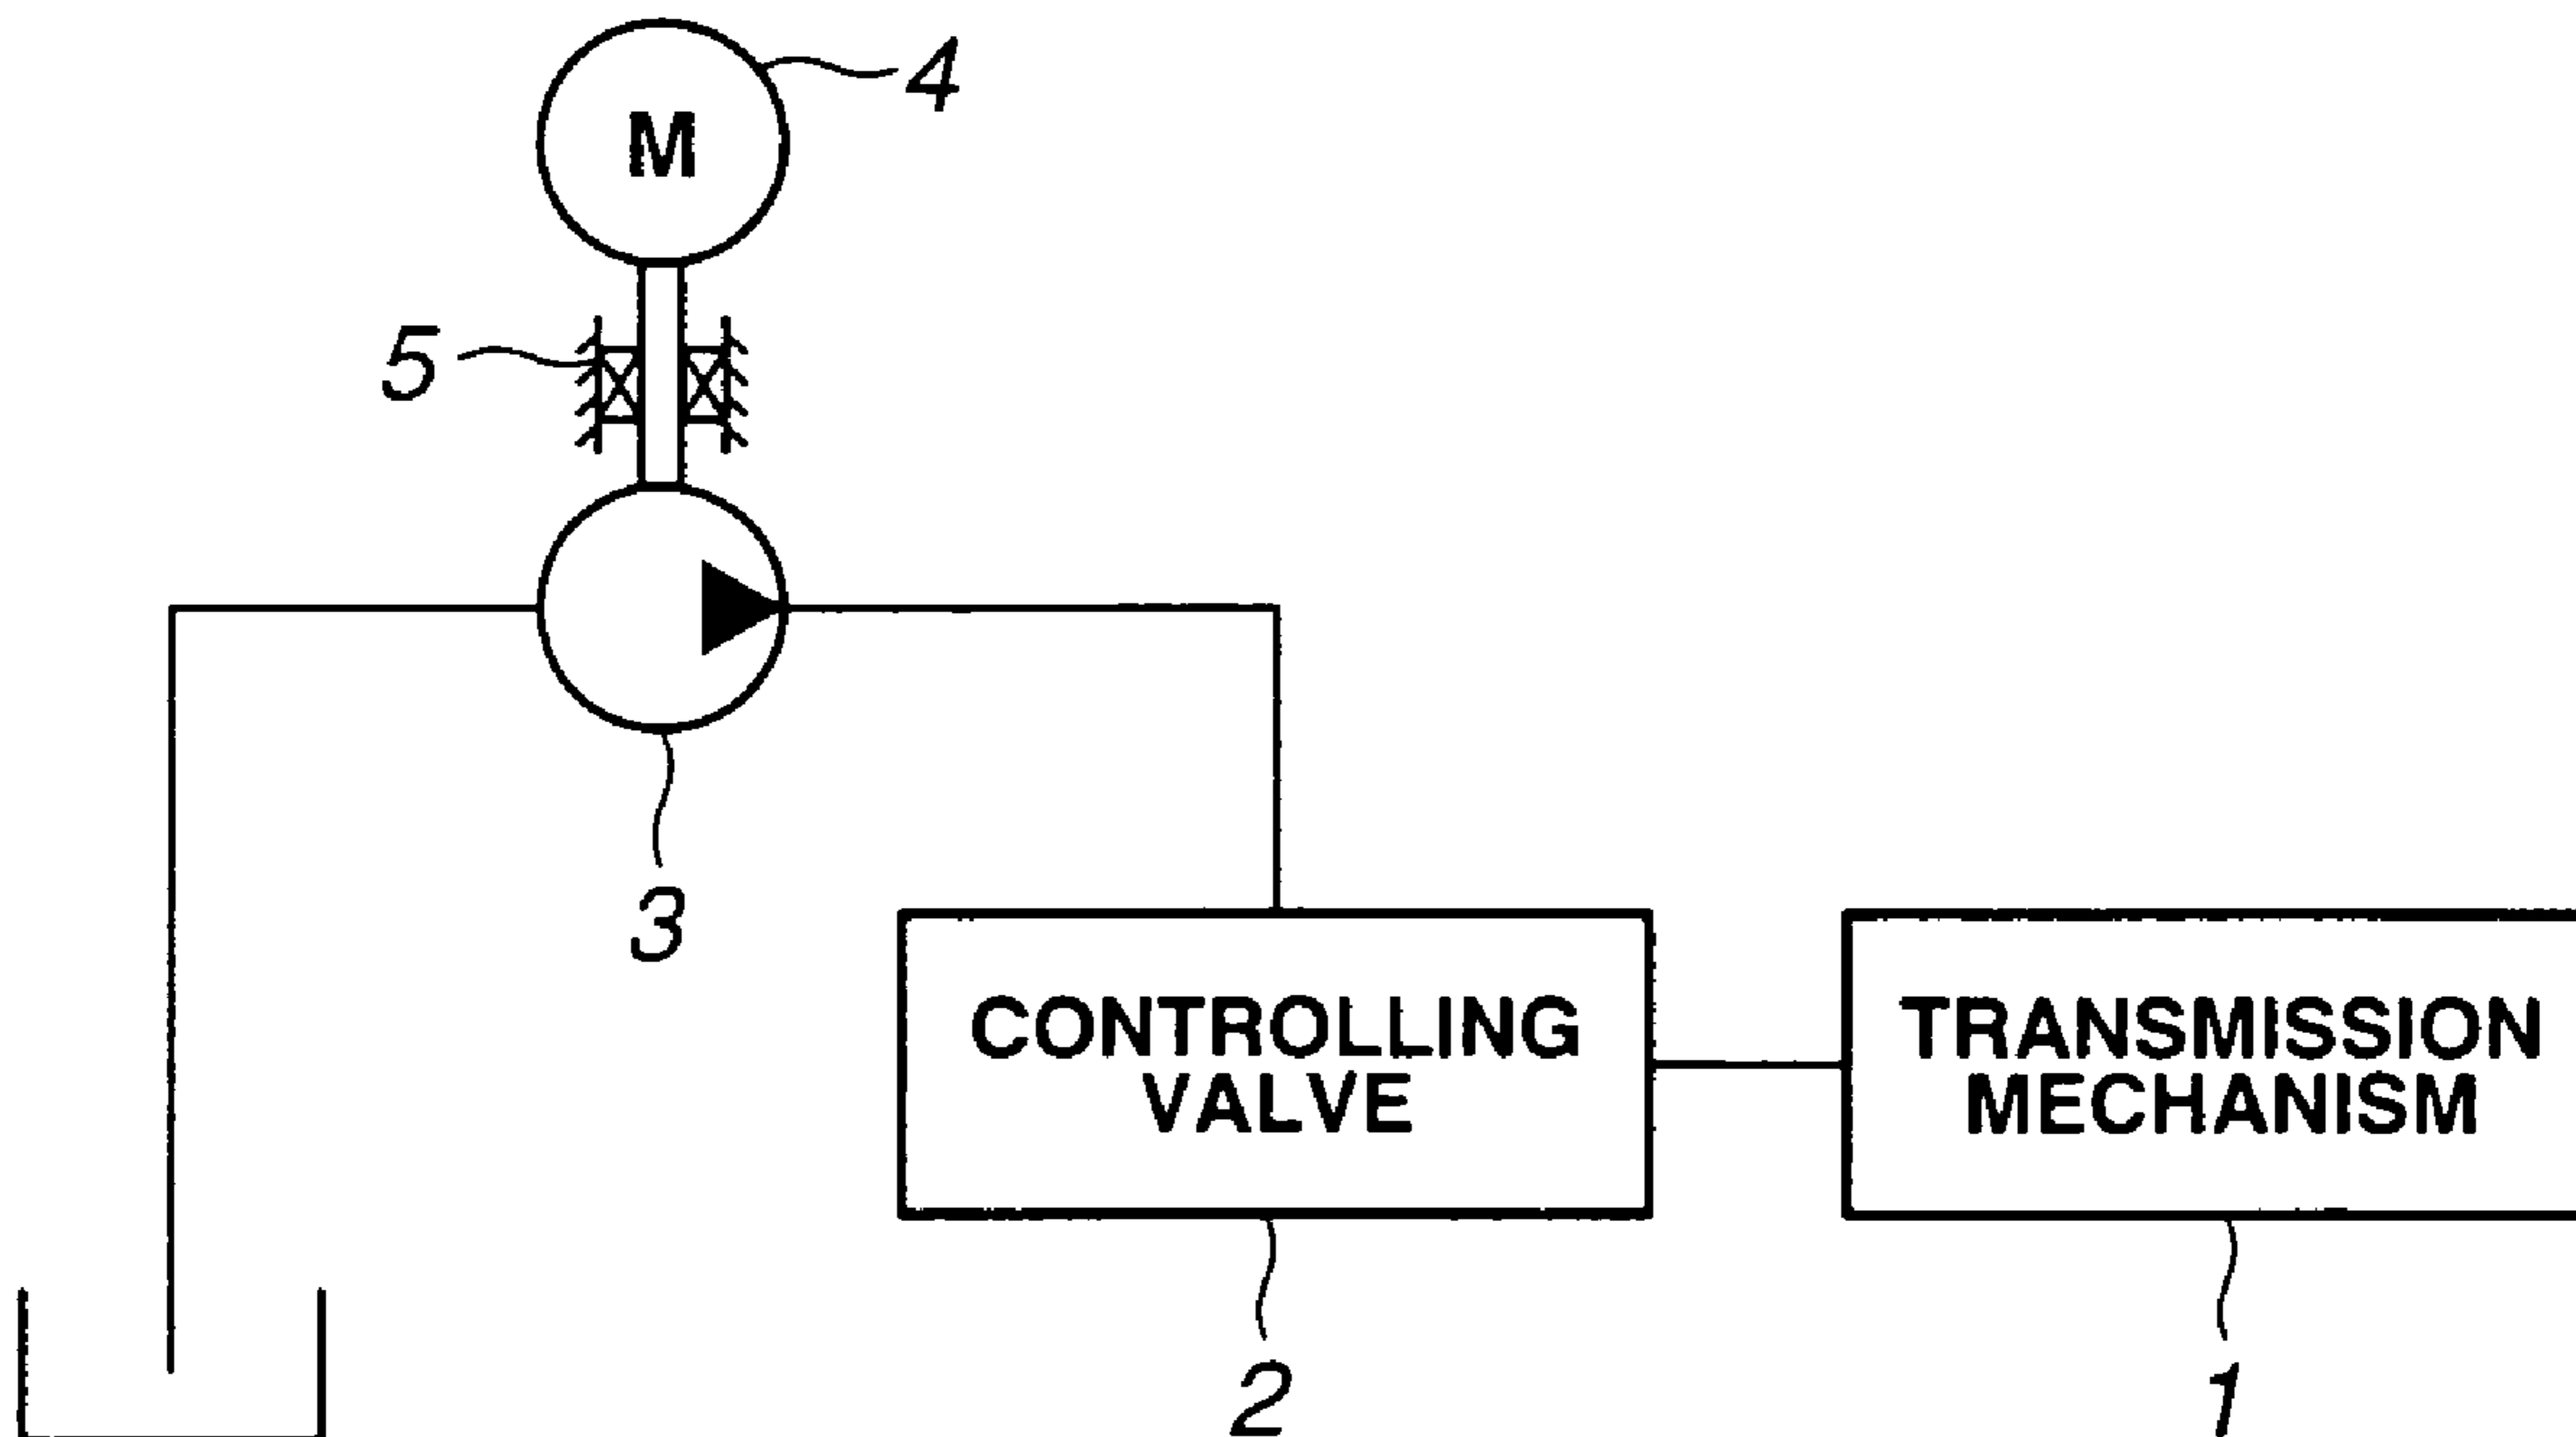 4
M
5
3
CONTROLLING
VALVE
TRANSMISSION
MECHANISM
2
1